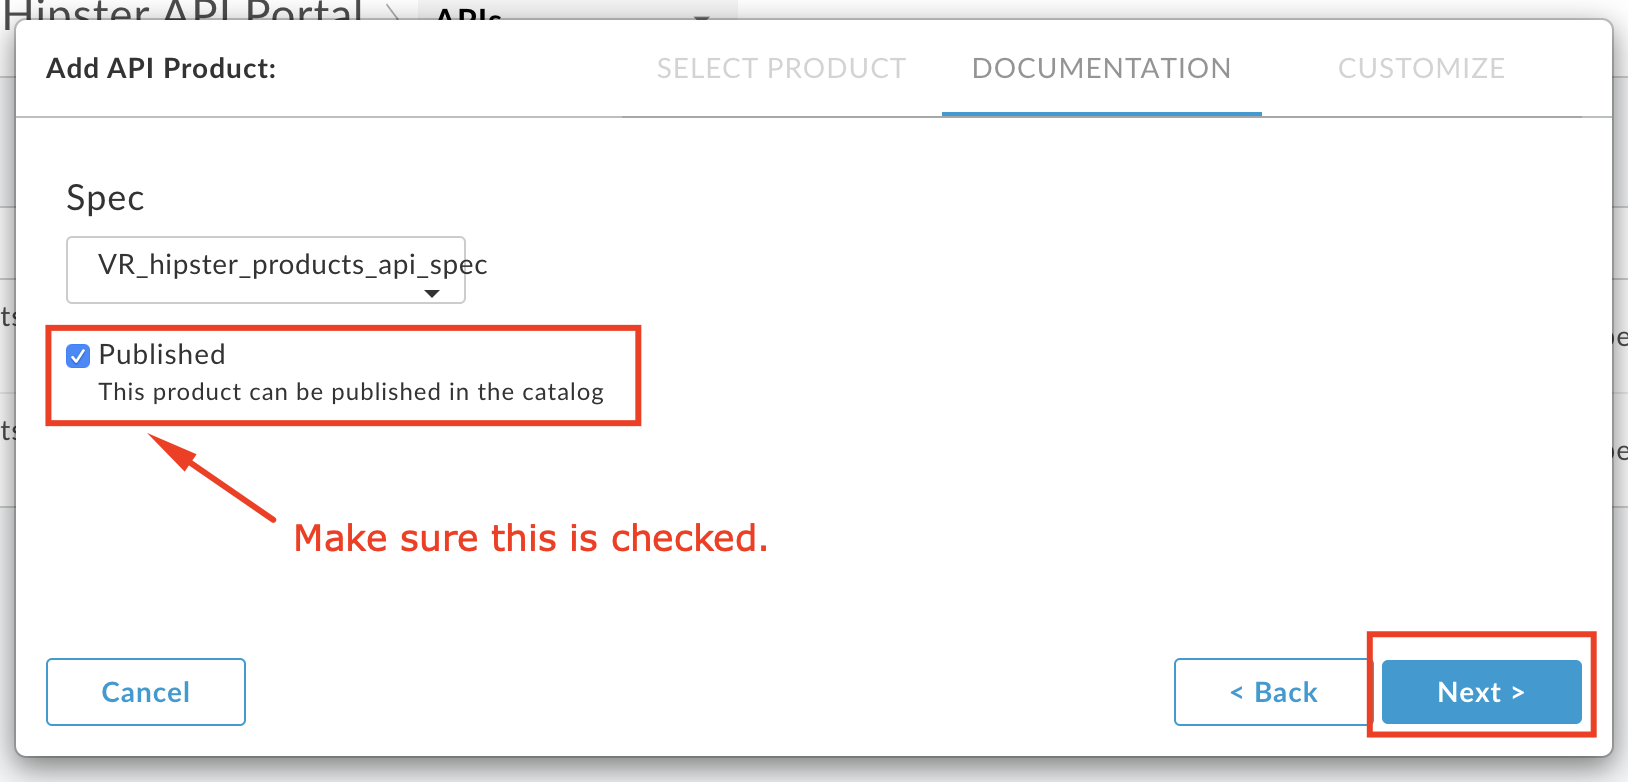 Hipster API Portal
APIs
Add API Product:
SELECT PRODUCT
DOCUMENTATION
CUSTOMIZE
Spec
VR_hipster_products_api_spec
Published
This product can be published in the catalog
Make sure this is checked.
Cancel
< Back
Next >